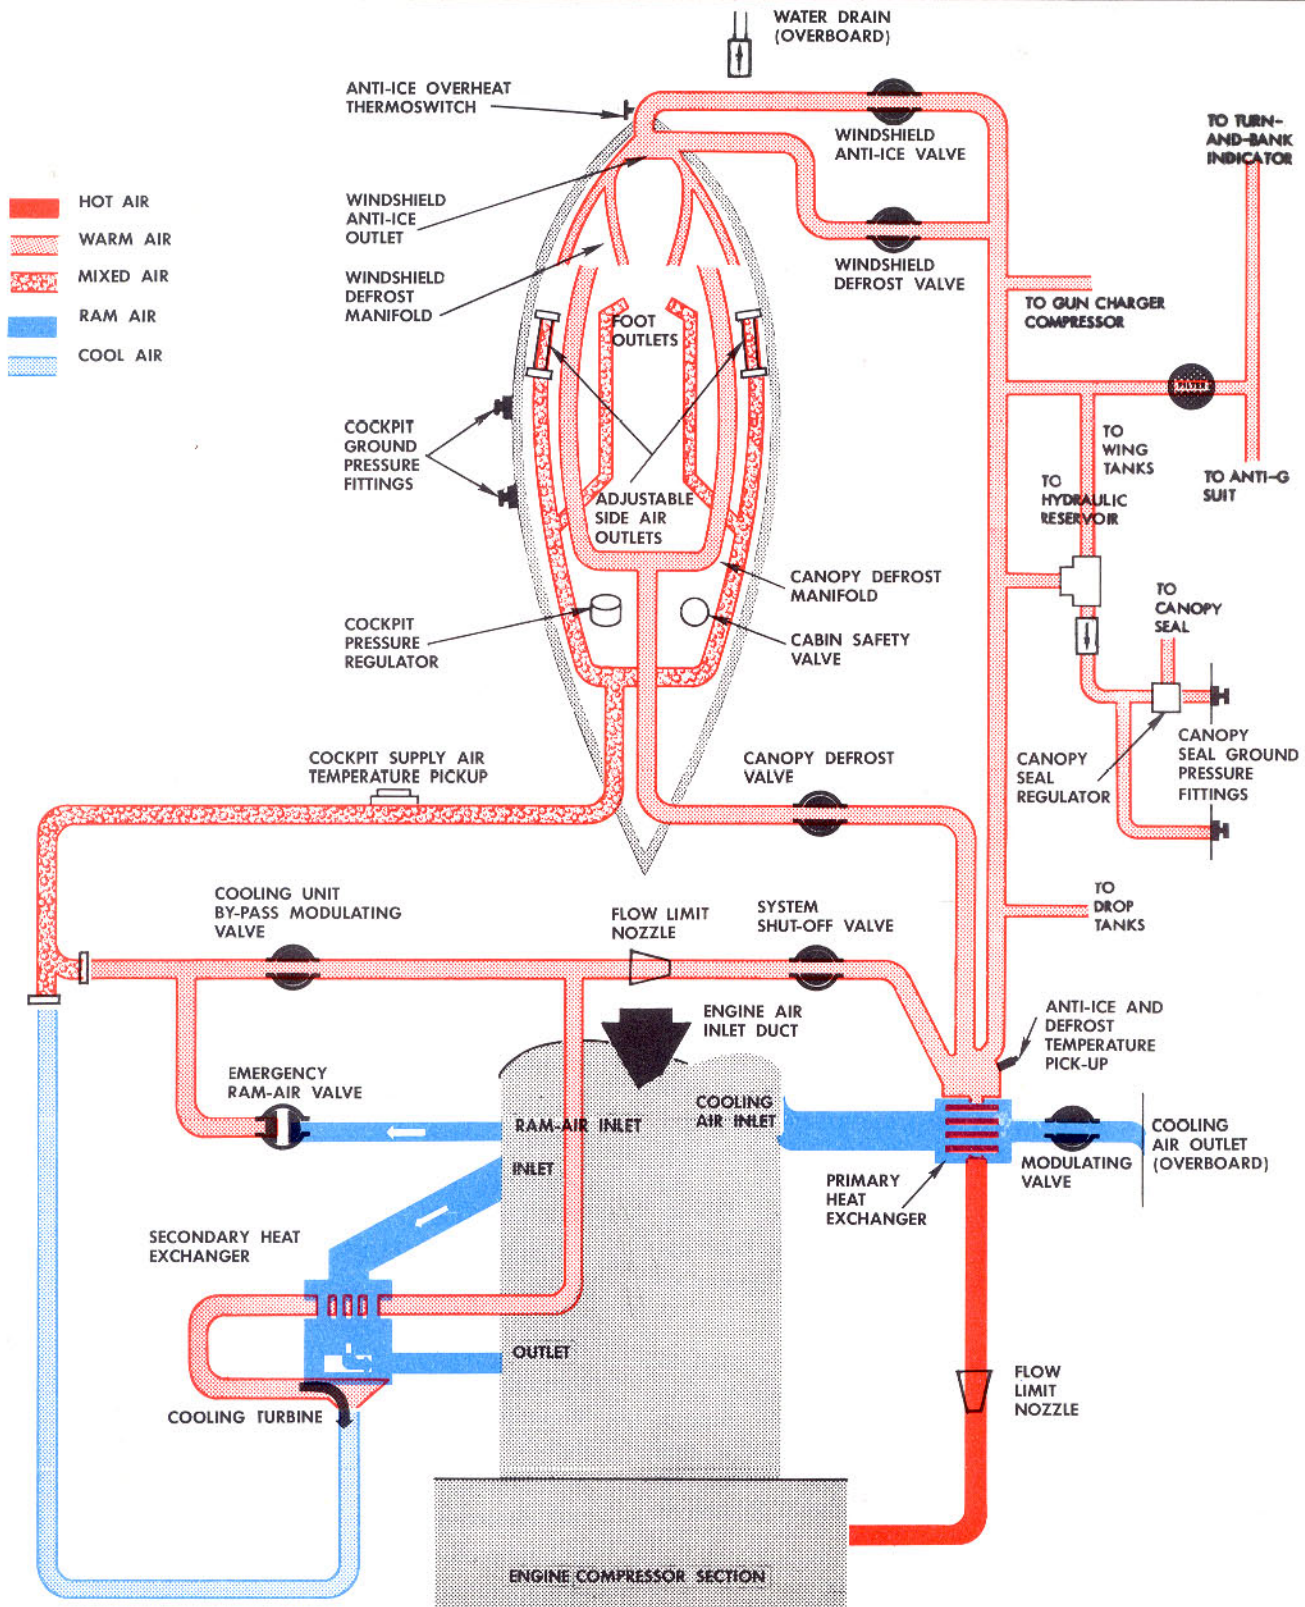 WATER DRAIN
(OVERBOARD)
ANTI-ICE OVERHEAT
THERMOSWITCH
WINDSHIELD
ANTI-ICE VALVE
TO TURN-
AND-BANK
INDICATOR
HOT AIR
WARM AIR
MIXED AIR
RAM AIR
COOL AIR
WINDSHIELD
ANTI-ICE
OUTLET
WINDSHIELD
DEFROST
MANIFOLD
WINDSHIELD
DEFROST VALVE
TO GUN CHARGER
COMPRESSOR
FOOT
OUTLETS
FILTER
COCKPIT
GROUND
PRESSURE
FITTINGS
TO
WING
TANKS
TO
HYDRAULIC
RESERVOIR
TO ANTI-G
SUIT
ADJUSTABLE
SIDE AIR
OUTLETS
CANOPY DEFROST
MANIFOLD
TO
CANOPY
SEAL
COCKPIT
PRESSURE
REGULATOR
CABIN SAFETY
VALVE
COCKPIT SUPPLY AIR
TEMPERATURE PICKUP
CANOPY DEFROST
VALVE
CANOPY
SEAL
REGULATOR
CANOPY
SEAL GROUND
PRESSURE
FITTINGS
COOLING UNIT
BY-PASS MODULATING
VALVE
FLOW LIMIT
NOZZLE
SYSTEM
SHUT-OFF VALVE
TO
DROP
TANKS
ENGINE AIR
INLET DUCT
ANTI-ICE AND
DEFROST
TEMPERATURE
PICK-UP
EMERGENCY
RAM-AIR VALVE
RAM-AIR INLET
COOLING
AIR INLET
COOLING
AIR OUTLET
(OVERBOARD)
INLET
MODULATING
VALVE
PRIMARY
HEAT
EXCHANGER
SECONDARY HEAT
EXCHANGER
OUTLET
COOLING TURBINE
FLOW
LIMIT
NOZZLE
ENGINE COMPRESSOR SECTION